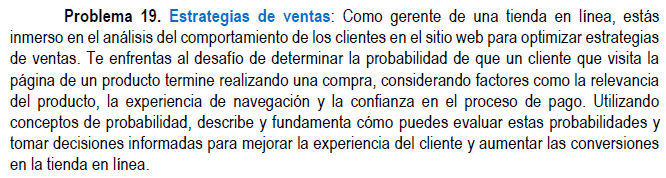 Problema 19. Estrategias de ventas: Como gerente de una tienda en línea, estás
inmerso en el análisis del comportamiento de los clientes en el sitio web para optimizar estrategias
de ventas. Te enfrentas al desafío de determinar la probabilidad de que un cliente que visita la
página de un producto termine realizando una compra, considerando factores como la relevancia
del producto, la experiencia de navegación y la confianza en el proceso de pago. Utilizando
conceptos de probabilidad, describe y fundamenta cómo puedes evaluar estas probabilidades y
tomar decisiones informadas para mejorar la experiencia del cliente y aumentar las conversiones
en la tienda en línea.